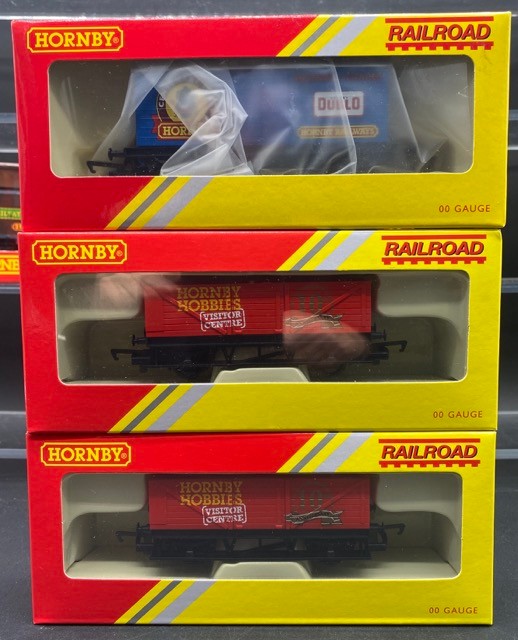 HORNBY®
RAILROAD
DUBLO
HORNBY RAILWAYS
00 GAUGE
HORNBY®
RAILROAD
HORNBY
HOBBIES
VISITOR
CENTRE
00 GAUGE
HORNBY®
RAILROAD
HORNBY
HOBBIES
VISITOR
CENTRE
00 GAUGE